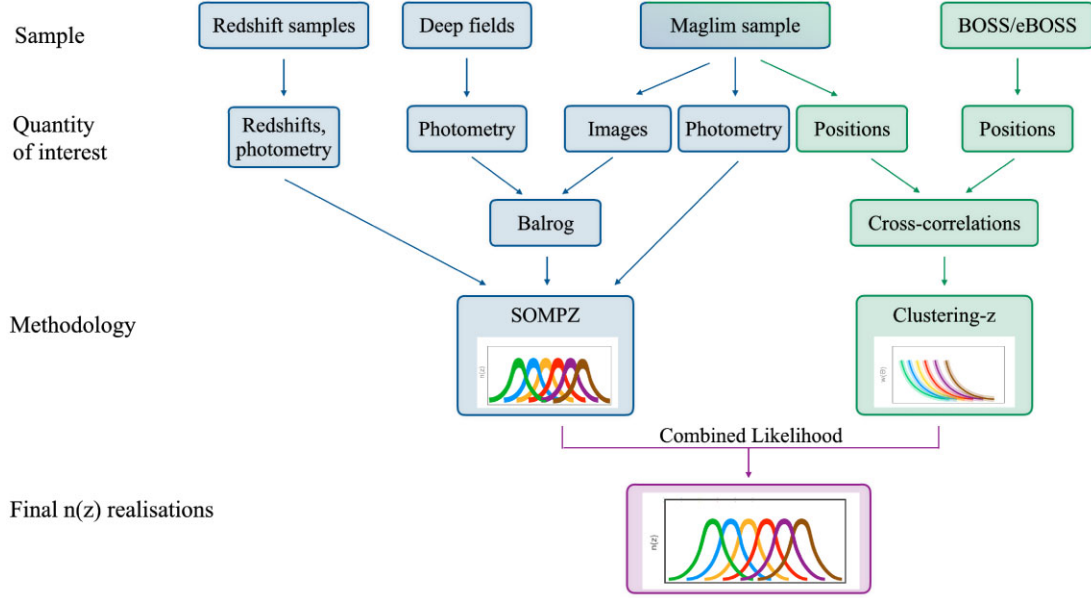 Sample
Redshift samples
Deep fields
Maglim sample
BOSS/eBOSS
Quantity
of interest
Redshifts,
photometry
Photometry
Images
Photometry
Positions
Positions
Balrog
Cross-correlations
Methodology
SOMPZ
n(z)
Clustering-z
w(θ)
Combined Likelihood
Final n(z) realisations
n(z)